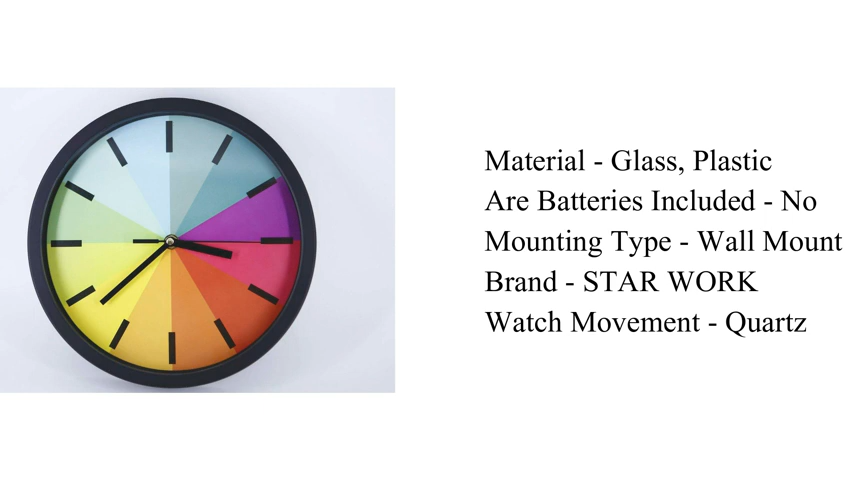 Material - Glass, Plastic
Are Batteries Included - No
Mounting Type - Wall Mount
Brand - STAR WORK
Watch Movement - Quartz